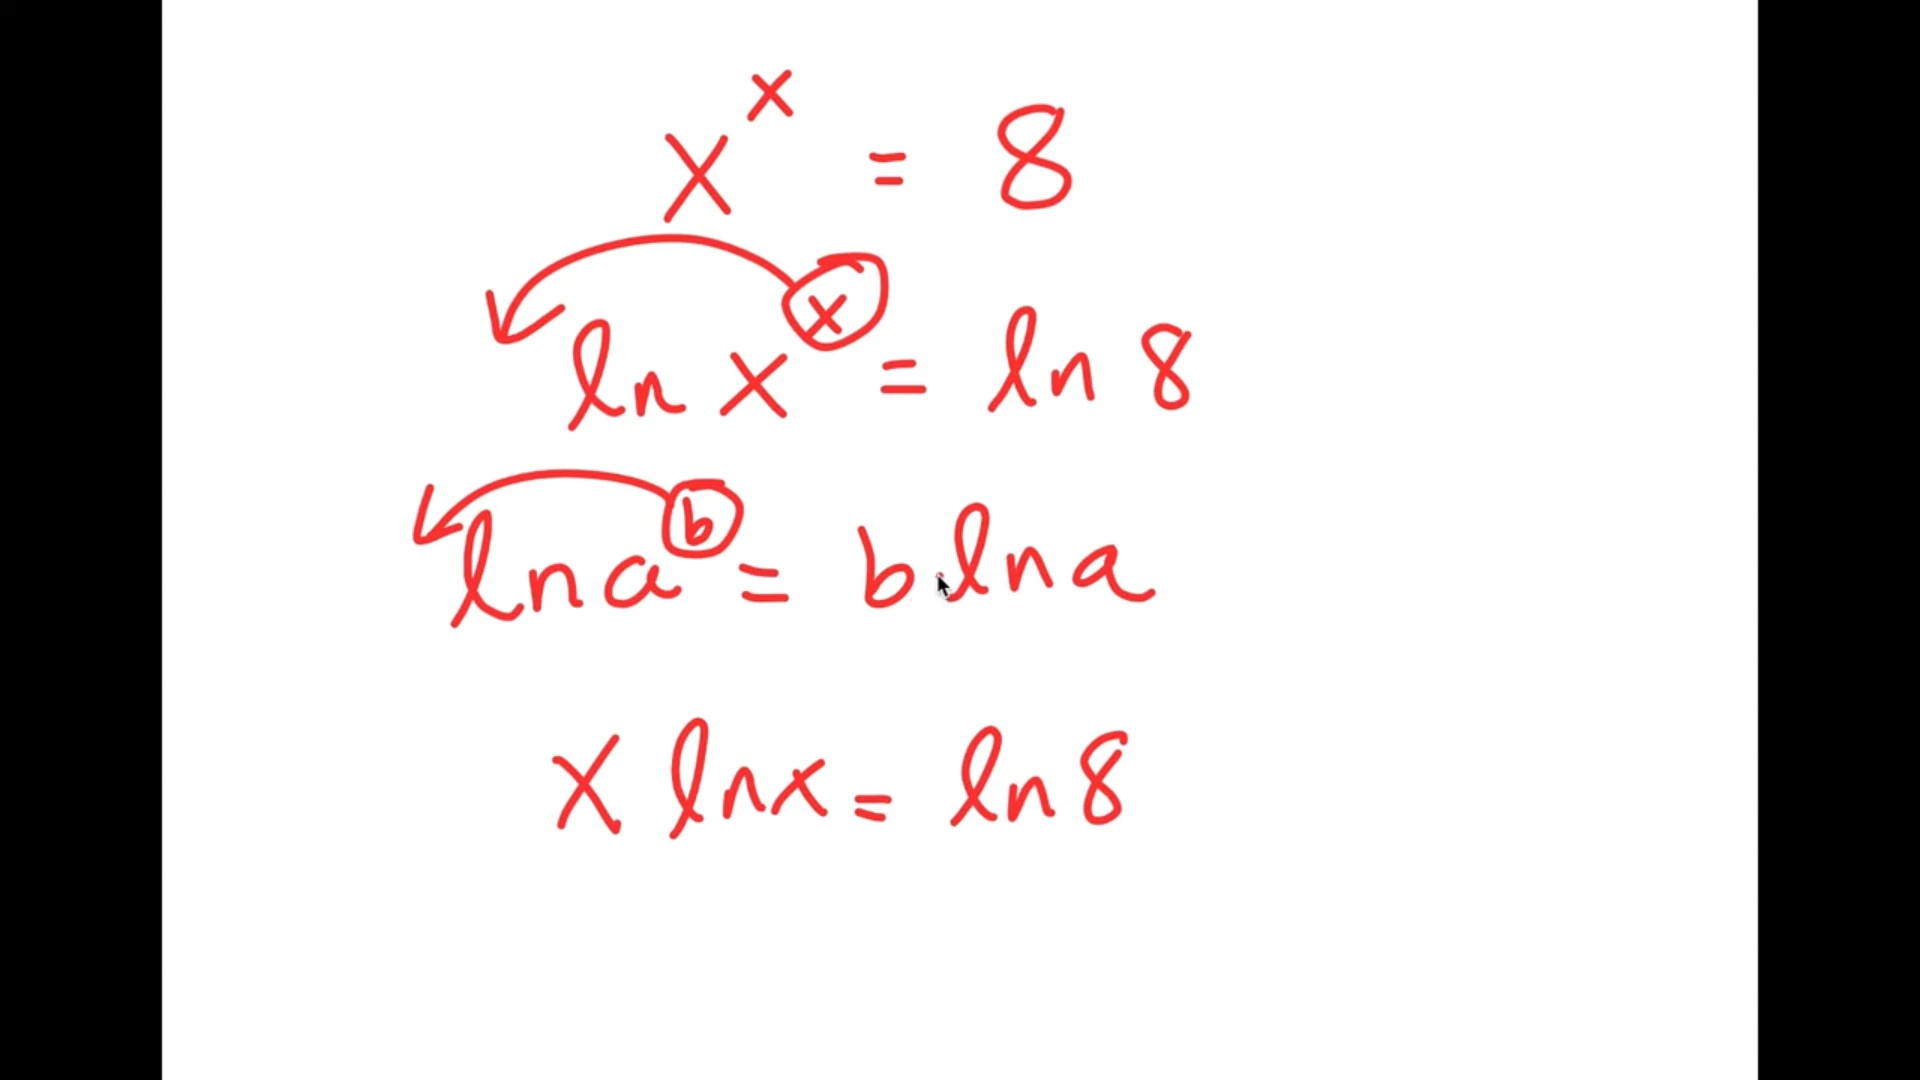 x^x = 8
ln x^x = ln 8
ln a^b = b ln a
x ln x = ln 8